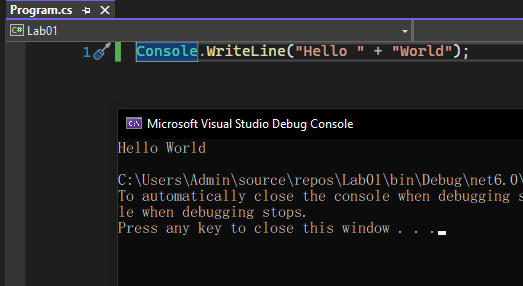 Program.cs
C# Lab01
1 Console.WriteLine("Hello " + "World");
C:\ Microsoft Visual Studio Debug Console
Hello World
C:\Users\Admin\source\repos\Lab01\bin\Debug\net6.0\
To automatically close the console when debugging s
le when debugging stops.
Press any key to close this window . . .